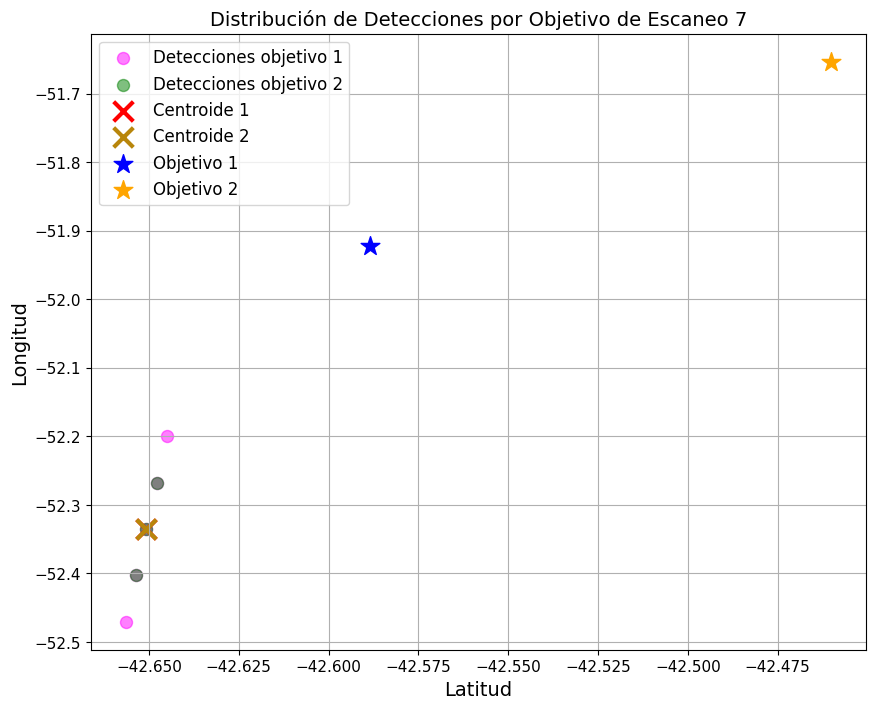 Distribución de Detecciones por Objetivo de Escaneo 7
Detecciones objetivo 1
Detecciones objetivo 2
Centroide 1
Centroide 2
Objetivo 1
Objetivo 2
Longitud
−51.7
−51.8
−51.9
−52.0
−52.1
−52.2
−52.3
−52.4
−52.5
−42.650
−42.625
−42.600
−42.575
−42.550
−42.525
−42.500
−42.475
Latitud